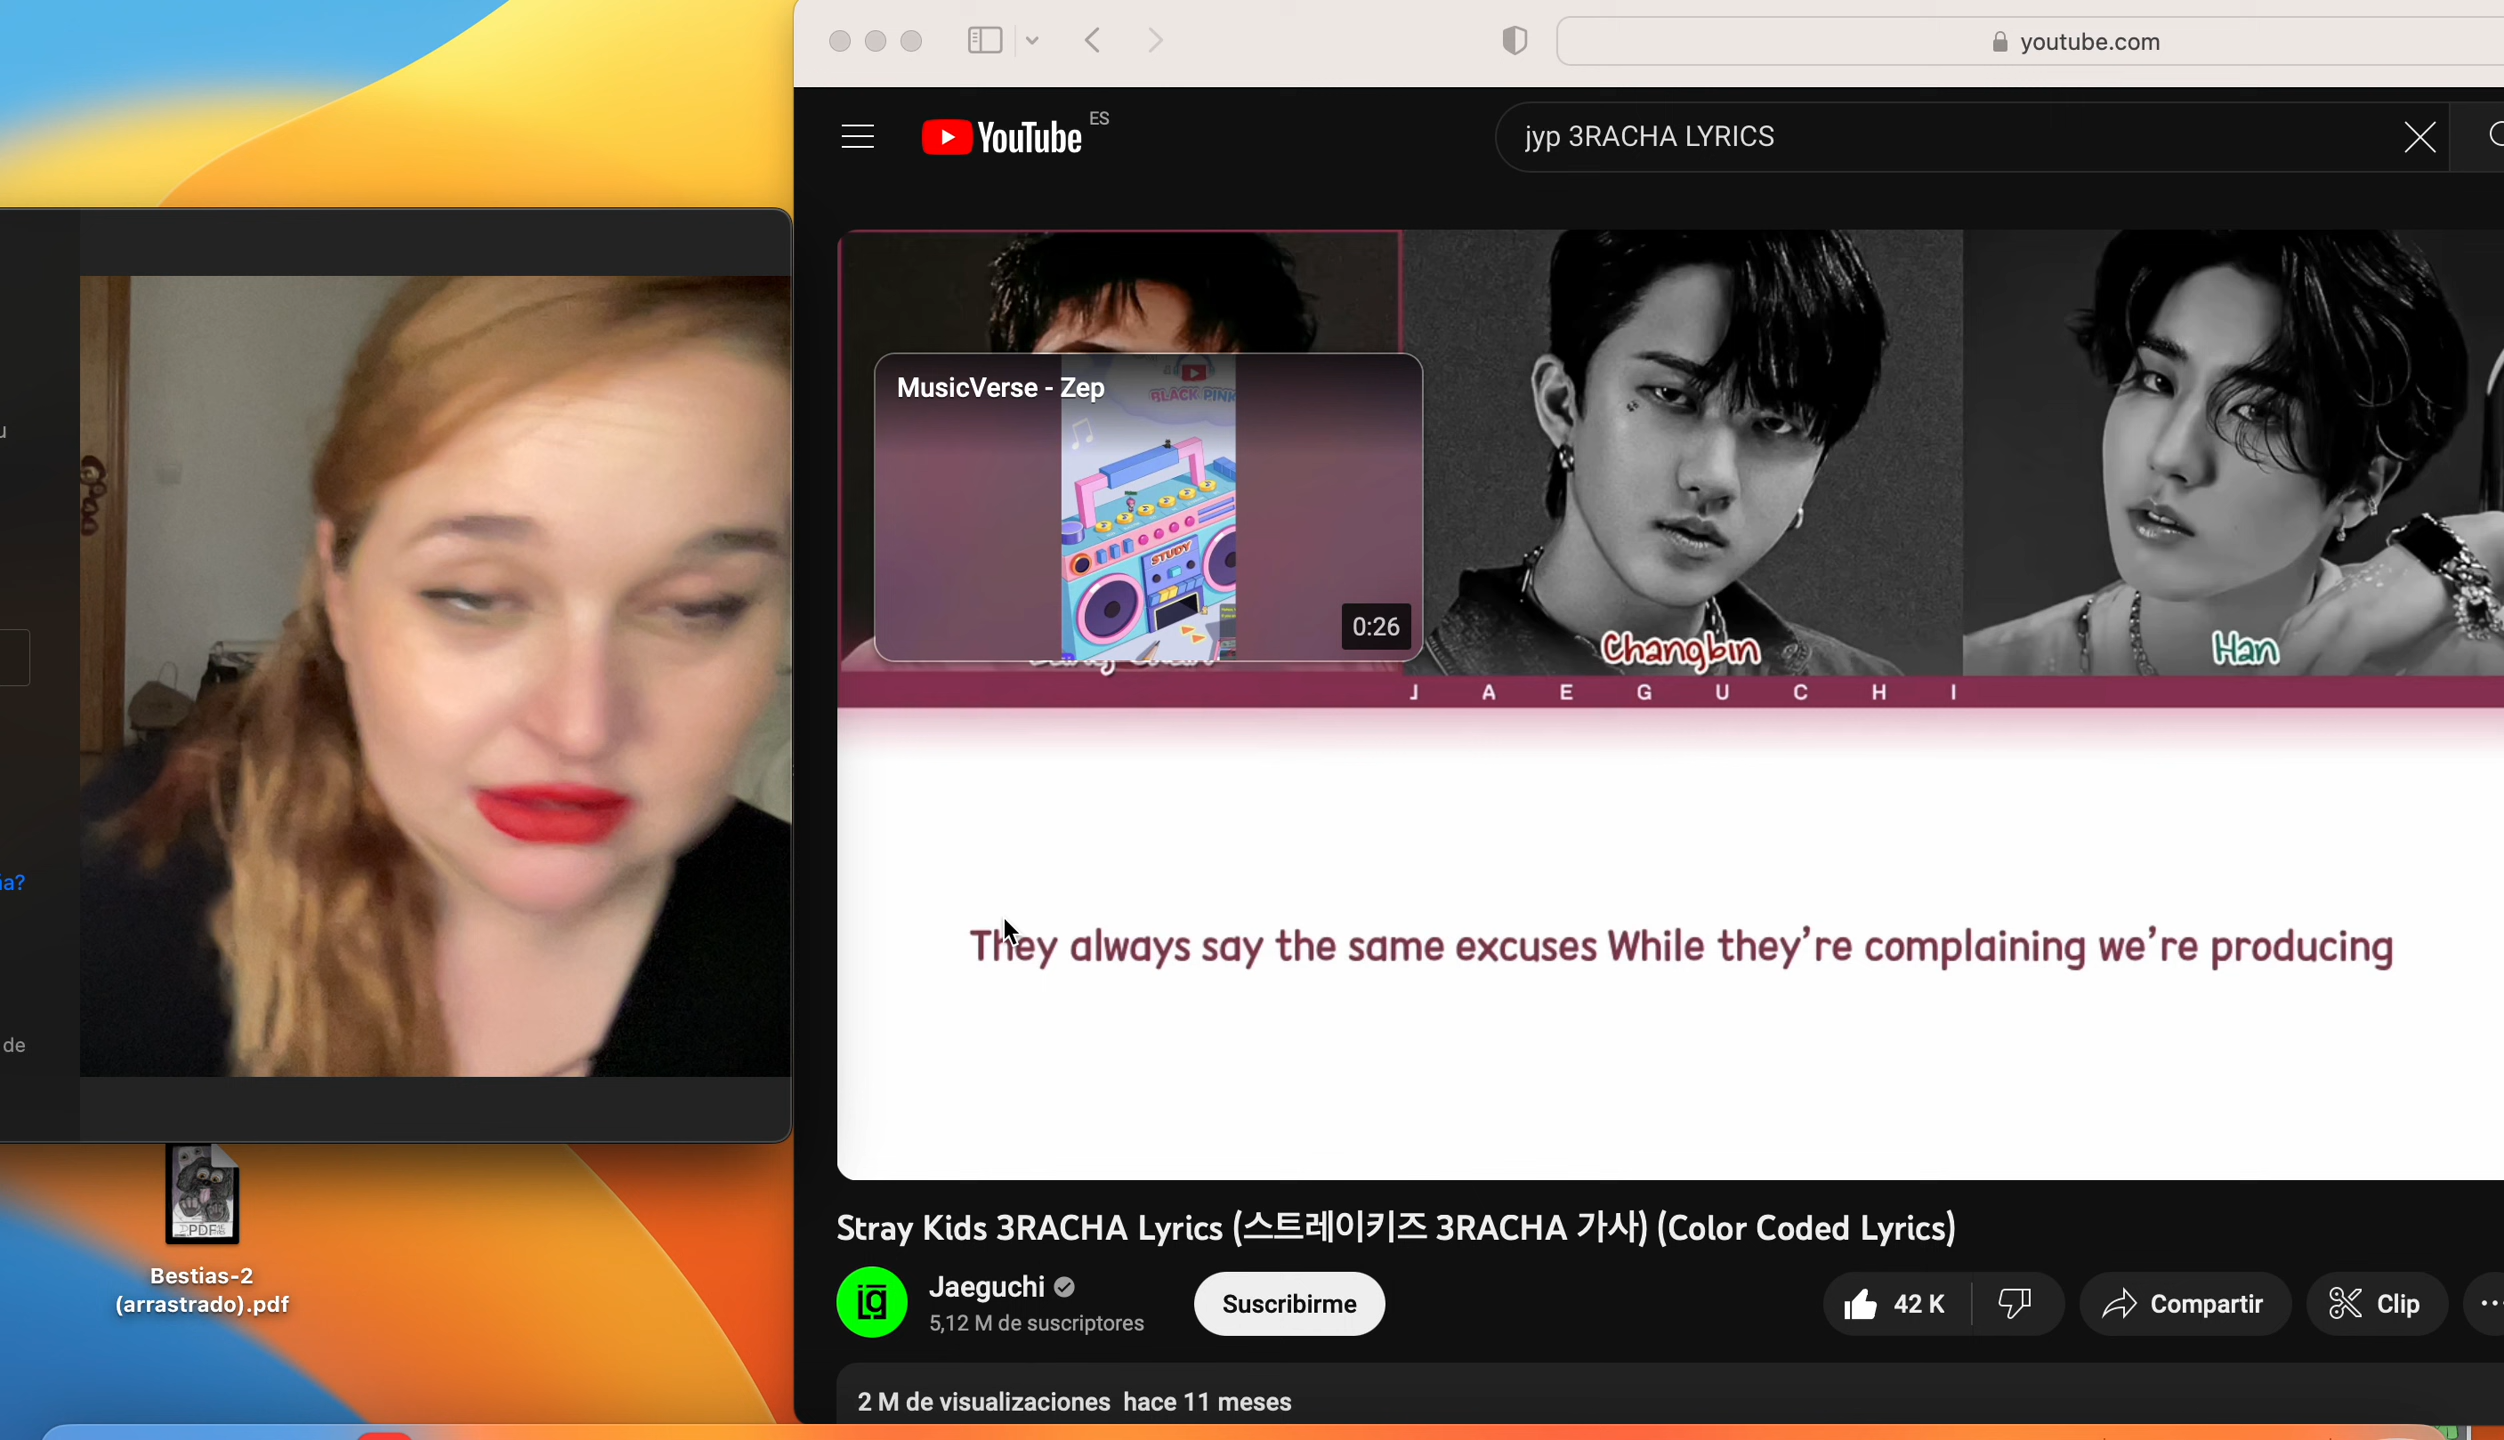 youtube.com
YouTube
ES
jyp 3RACHA LYRICS
MusicVerse - Zep
BLACK PINK
STUDY
0:26
Changbin
Han
J A E G U C H I
They always say the same excuses While they're complaining we're producing
Stray Kids 3RACHA Lyrics (스트레이키즈 3RACHA 가사) (Color Coded Lyrics)
Jaeguchi
5,12 M de suscriptores
Suscribirme
42 K
Compartir
Clip
2 M de visualizaciones hace 11 meses
de
PDF
Bestias-2
(arrastrado).pdf